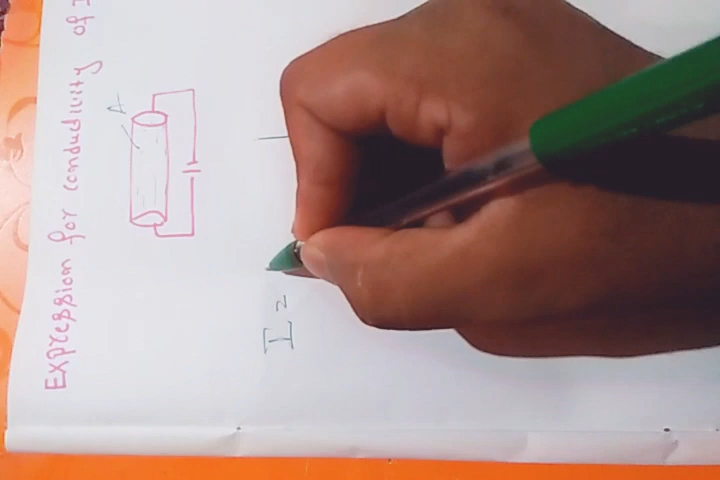 Expression for conductivity of
A
I =